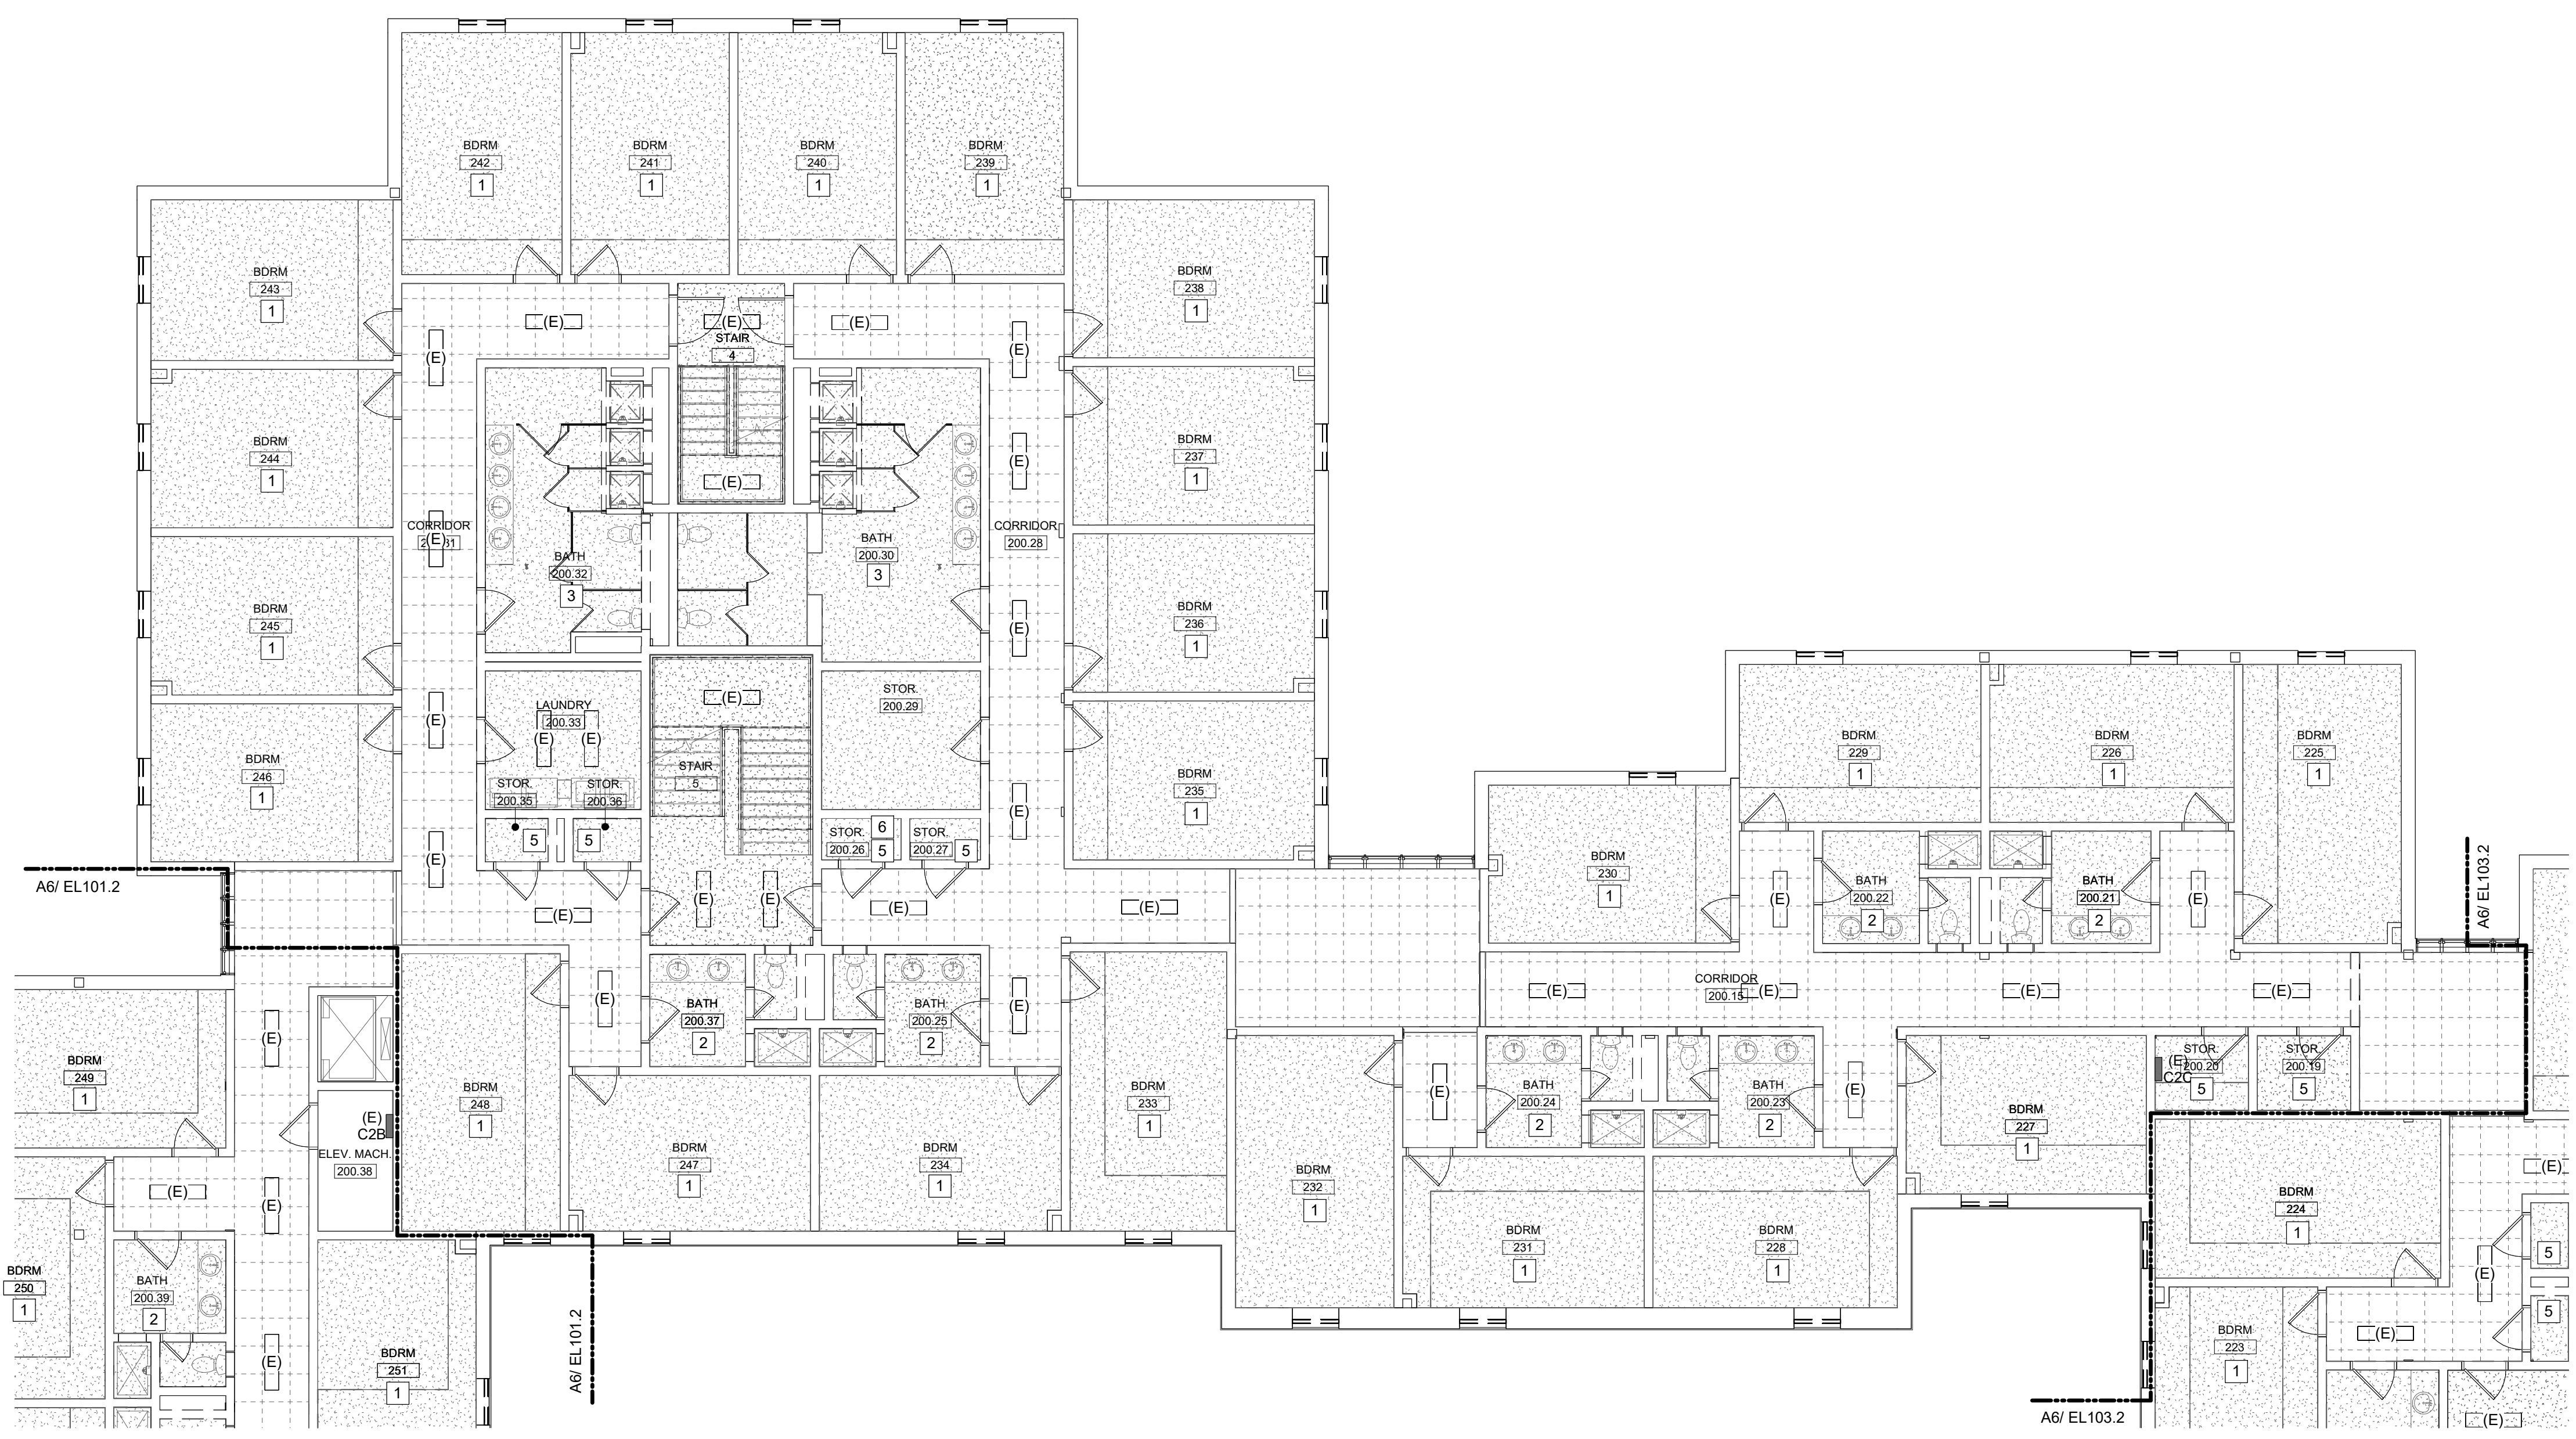 BDRM
242
1
BDRM
241
1
BDRM
240
1
BDRM
239
1
BDRM
243
1
BDRM
238
1
(E)
(E)
(E)
STAIR
4
(E)
(E)
BDRM
244
1
BDRM
237
1
(E)
(E)
CORRIDOR
(E)
BATH
200.32
3
BATH
200.30
3
CORRIDOR
200.28
BDRM
245
1
BDRM
236
1
(E)
BDRM
246
1
(E)
LAUNDRY
200.33
(E)
(E)
(E)
STAIR
5
STOR.
200.29
BDRM
235
1
STOR.
200.35
STOR.
200.36
5
5
(E)
STOR.
200.26
6
5
STOR.
200.27
5
(E)
A6/ EL101.2
(E)
(E)
(E)
(E)
(E)
BDRM
229
1
BDRM
226
1
BDRM
225
1
BDRM
230
1
(E)
BATH
200.22
2
BATH
200.21
2
(E)
A6/ EL103.2
CORRIDOR
200.15
(E)
(E)
(E)
(E)
(E)
BATH
200.37
2
BATH
200.25
2
(E)
(E)
BDRM
249
1
(E)
C2B
ELEV. MACH.
200.38
BDRM
248
1
BDRM
247
1
BDRM
234
1
BDRM
233
1
(E)
BATH
200.24
2
BATH
200.23
2
(E)
BDRM
227
1
STOR.
200.20
(E)
C2C
5
STOR.
200.19
5
(E)
(E)
BDRM
232
1
BDRM
231
1
BDRM
228
1
BDRM
224
1
(E)
(E)
5
5
BDRM
250
1
BATH
200.39
2
(E)
BDRM
251
1
A6/ EL101.2
BDRM
223
1
(E)
(E)
A6/ EL103.2